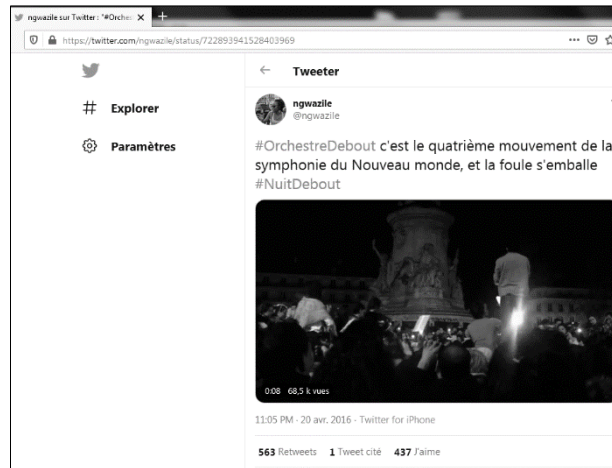 ngwazile sur Twitter : "#Orches
https://twitter.com/ngwazile/status/722893941528403969
Tweeter
Explorer
Paramètres
ngwazile
@ngwazile
#OrchestreDebout c'est le quatrième mouvement de la
symphonie du Nouveau monde, et la foule s'emballe
#NuitDebout
0:08 68,5 k vues
11:05 PM · 20 avr. 2016 · Twitter for iPhone
563 Retweets 1 Tweet cité 437 J'aime